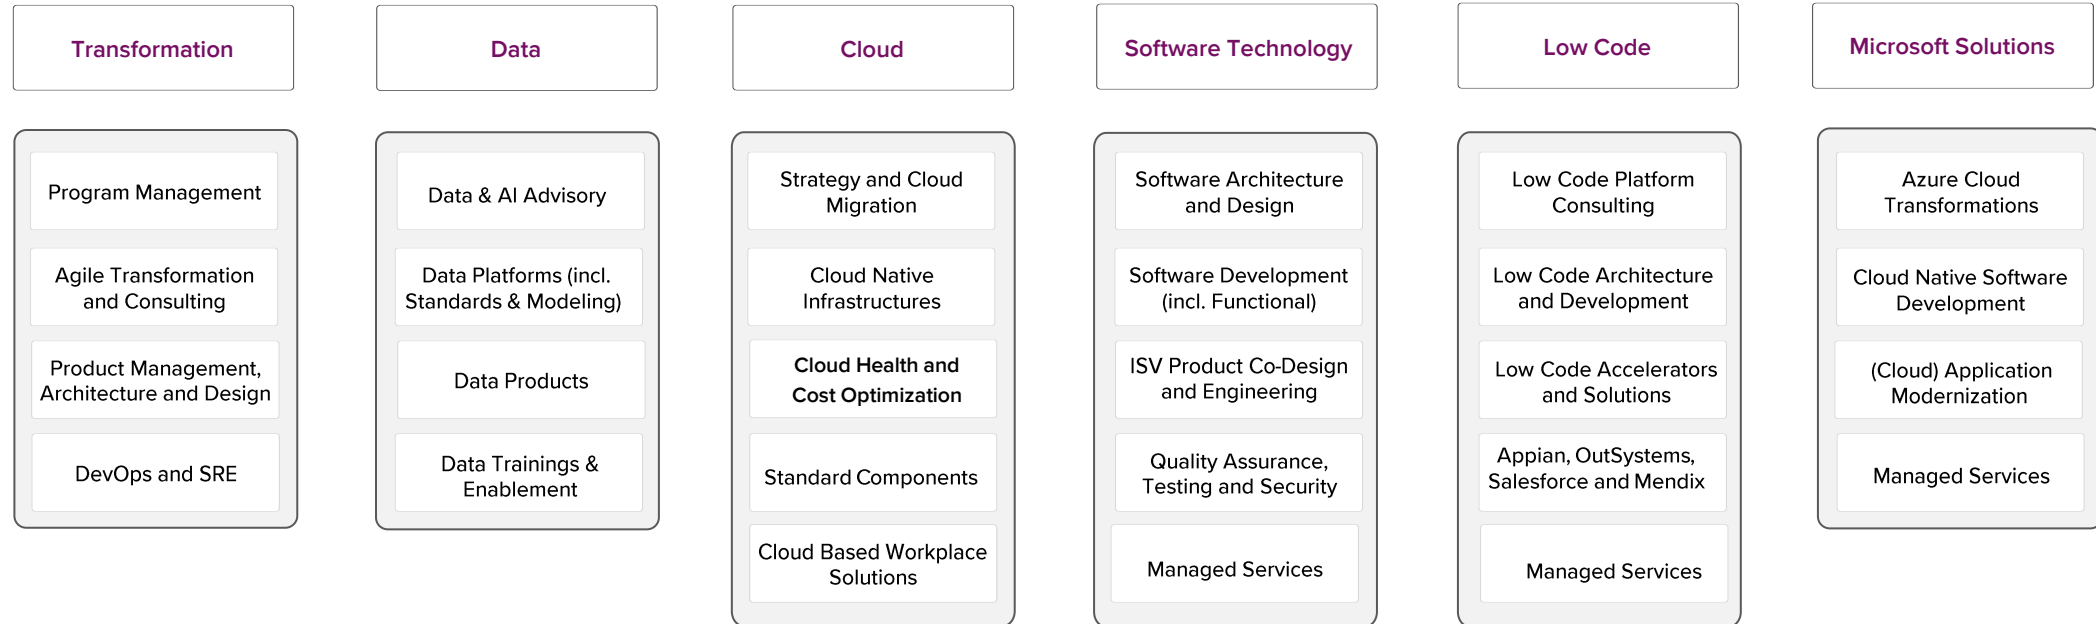 Transformation
Program Management
Agile Transformation
and Consulting
Product Management,
Architecture and Design
DevOps and SRE
Data
Data & AI Advisory
Data Platforms (incl.
Standards & Modeling)
Data Products
Data Trainings &
Enablement
Cloud
Strategy and Cloud
Migration
Cloud Native
Infrastructures
Cloud Health and
Cost Optimization
Standard Components
Cloud Based Workplace
Solutions
Software Technology
Software Architecture
and Design
Software Development
(incl. Functional)
ISV Product Co-Design
and Engineering
Quality Assurance,
Testing and Security
Managed Services
Low Code
Low Code Platform
Consulting
Low Code Architecture
and Development
Low Code Accelerators
and Solutions
Appian, OutSystems,
Salesforce and Mendix
Managed Services
Microsoft Solutions
Azure Cloud
Transformations
Cloud Native Software
Development
(Cloud) Application
Modernization
Managed Services